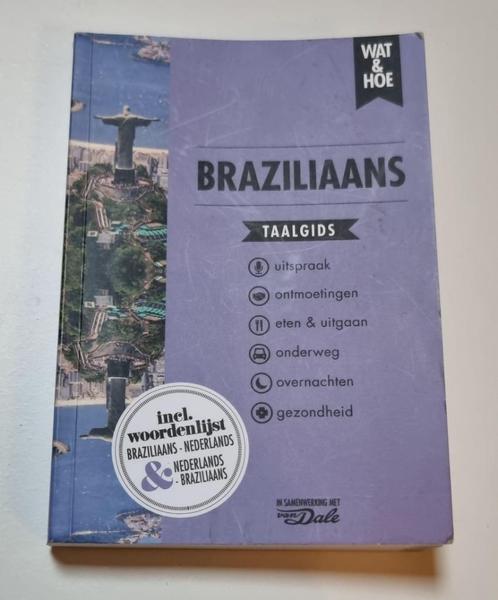 WAT
&
HOE
BRAZILIAANS
TAALGIDS
uitspraak
ontmoetingen
eten & uitgaan
onderweg
overnachten
gezondheid
incl.
woordenlijst
BRAZILIAANS - NEDERLANDS
& NEDERLANDS
- BRAZILIAANS
IN SAMENWERKING MET
van Dale